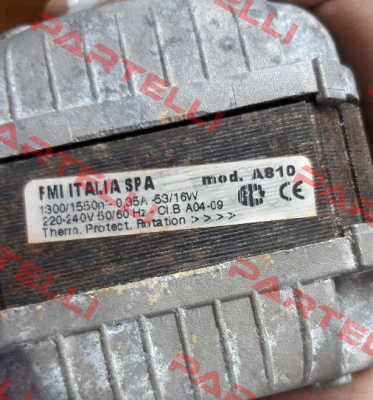 PARTELLI
FMI ITALIA SPA mod. A810
1300/1550n' 0,35A 53/16W
220-240V 50/60 Hz Cl.B A04-09
Therm. Protect. Rotation >>>>
CE
PARTELLI
PARTELLI
PARTELLI